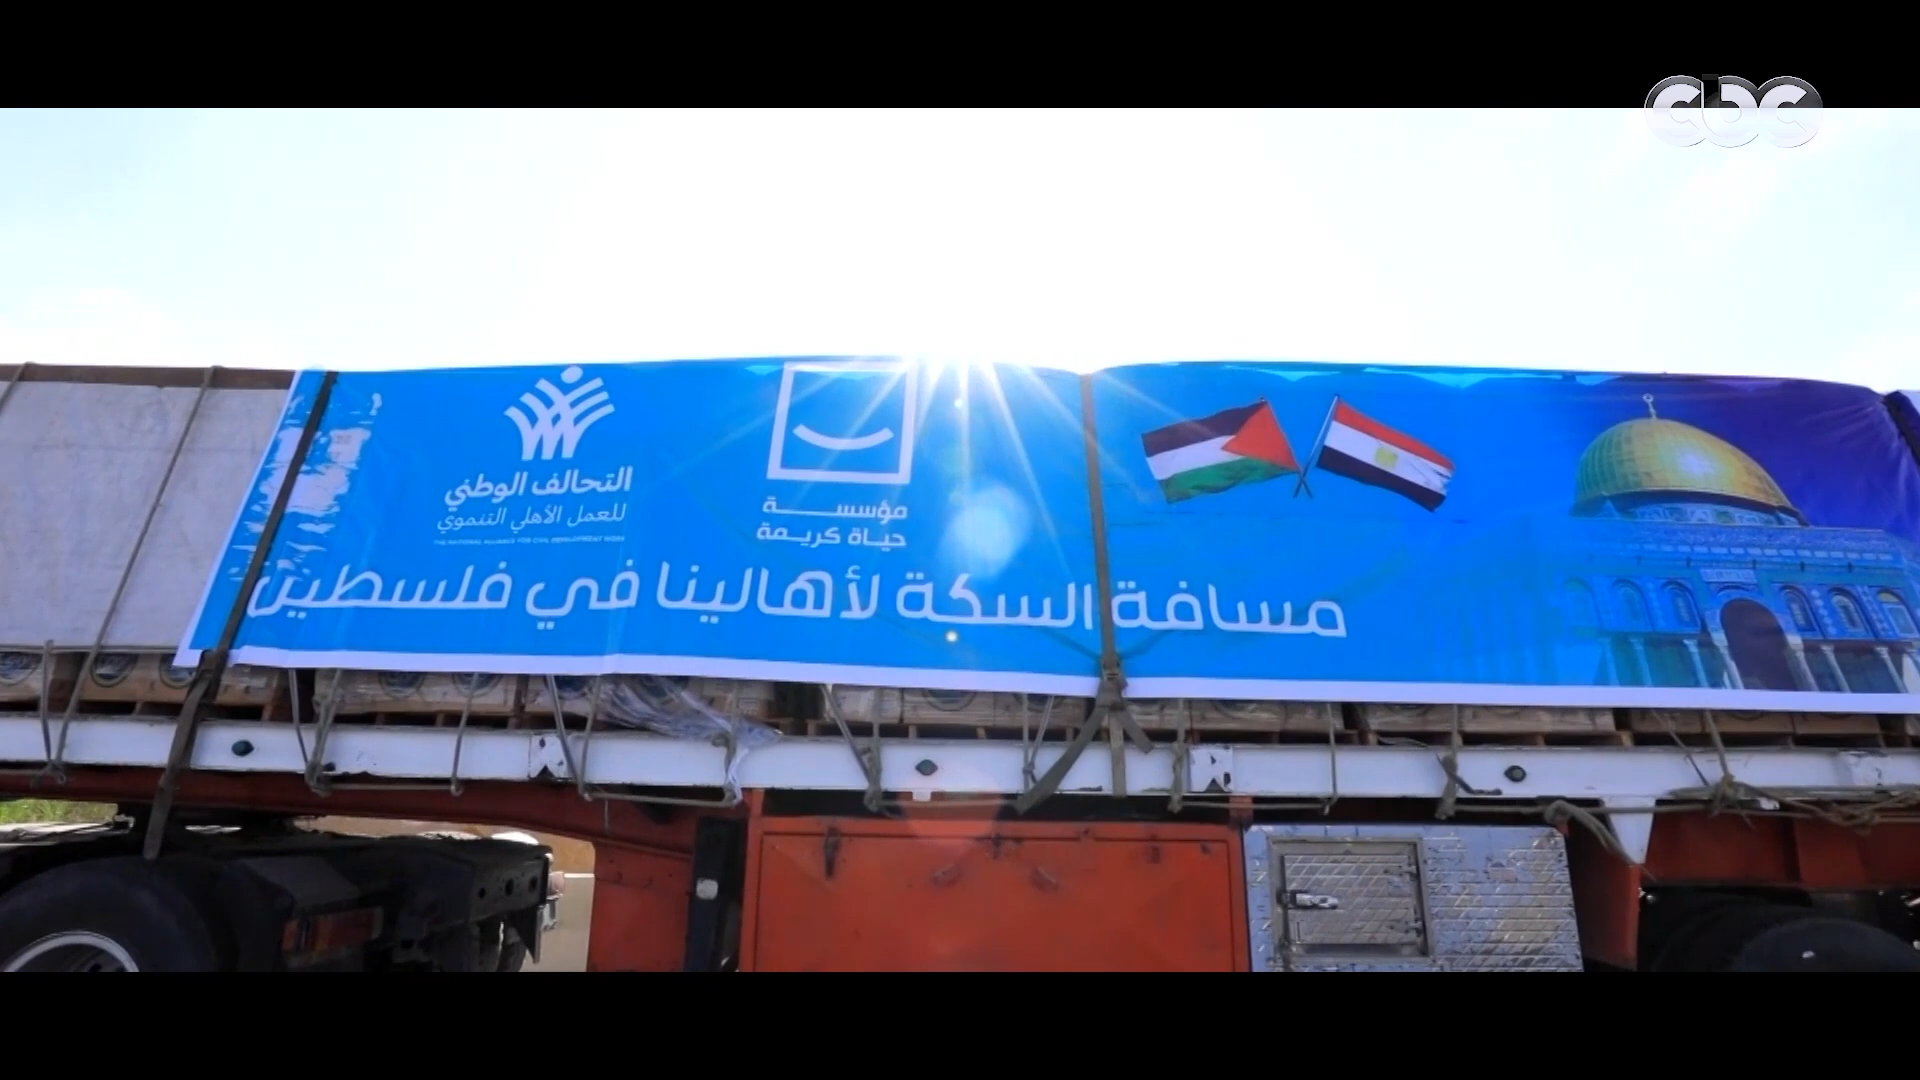 cbc
التحالف الوطني
للعمل الأهلي التنموي
THE NATIONAL ALLIANCE FOR CIVIL DEVELOPMENT WORK
مؤسسة
حياة كريمة
مسافة السكة لأهالينا في فلسطين